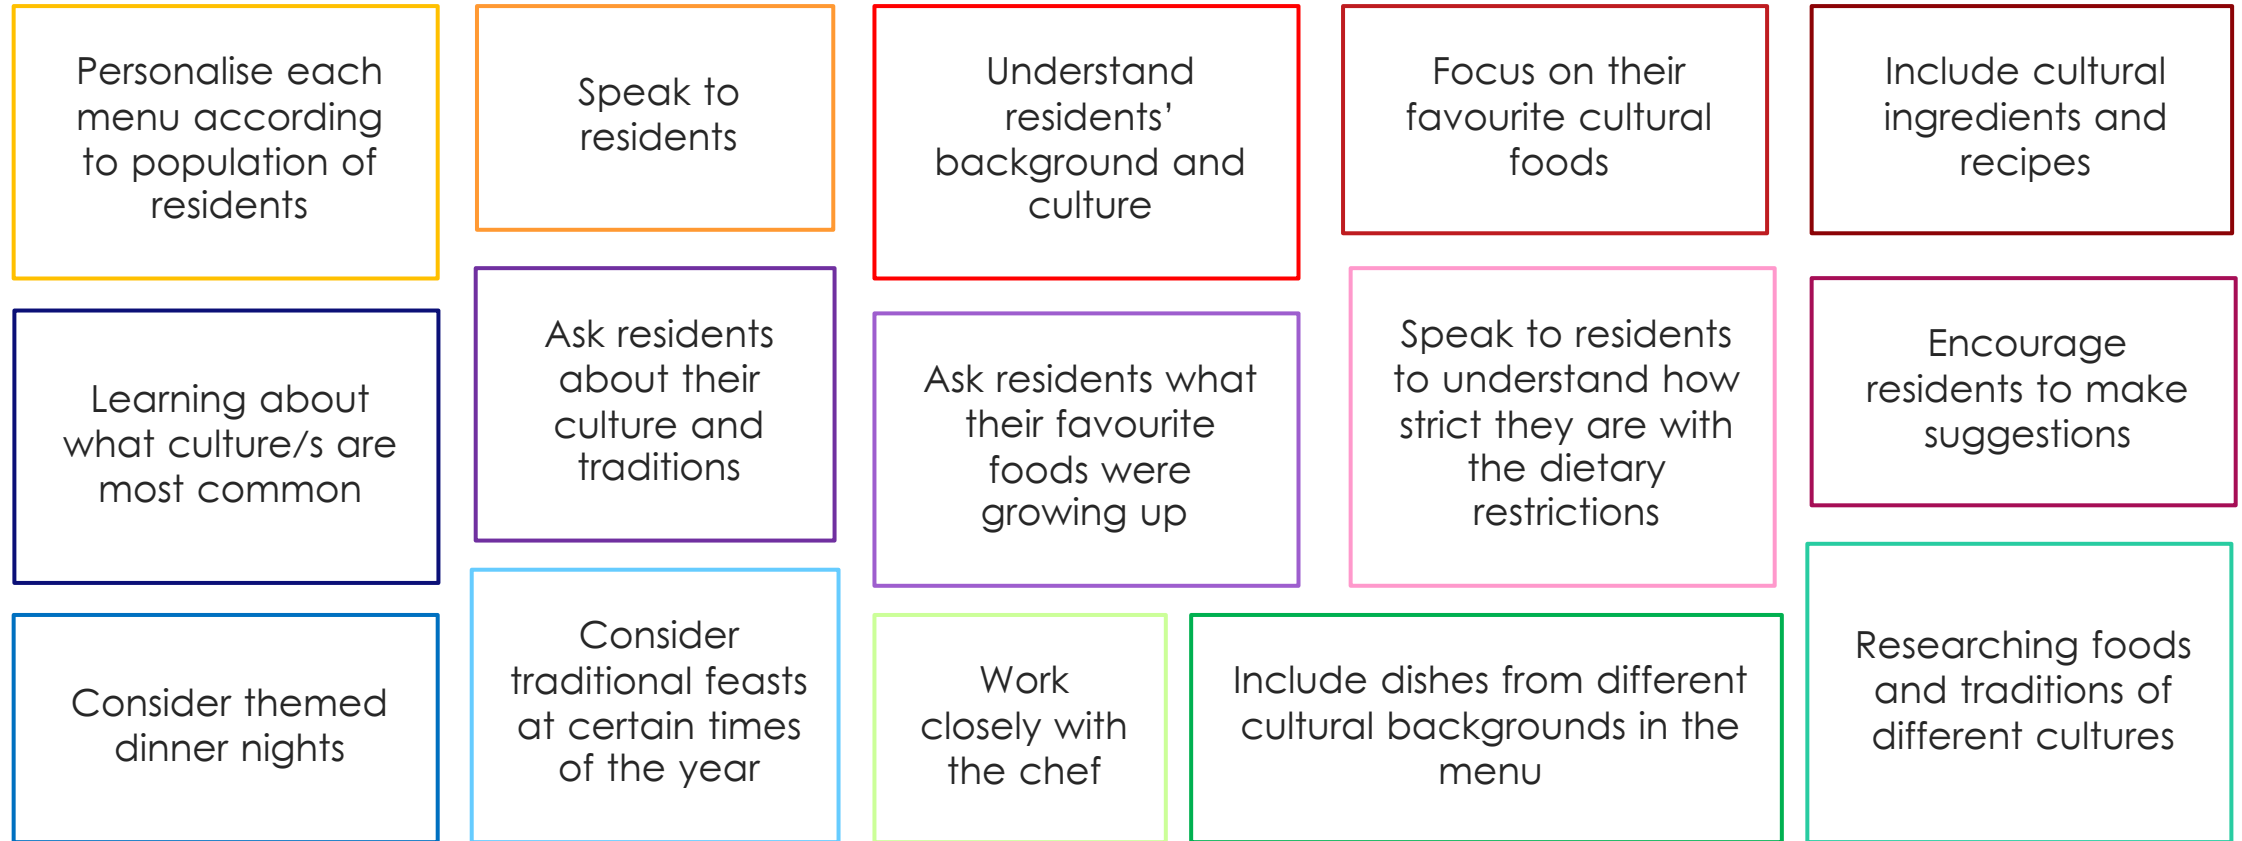 Personalise each
menu according
to population of
residents
Speak to
residents
Understand
residents’
background and
culture
Focus on their
favourite cultural
foods
Include cultural
ingredients and
recipes
Learning about
what culture/s are
most common
Ask residents
about their
culture and
traditions
Ask residents what
their favourite
foods were
growing up
Speak to residents
to understand how
strict they are with
the dietary
restrictions
Encourage
residents to make
suggestions
Consider themed
dinner nights
Consider
traditional feasts
at certain times
of the year
Work
closely with
the chef
Include dishes from different
cultural backgrounds in the
menu
Researching foods
and traditions of
different cultures